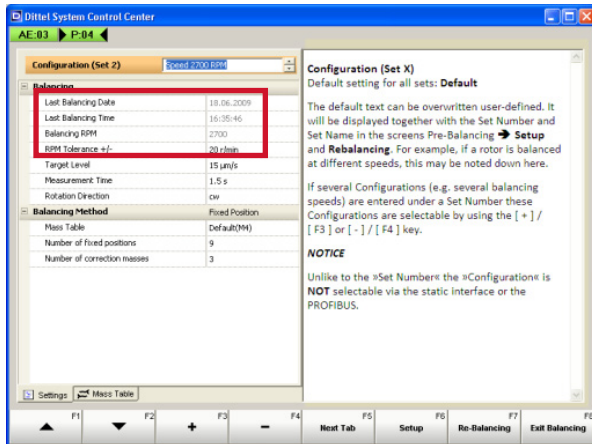 Dittel System Control Center
AE:03 P:04
Configuration (Set 2) Speed 2700 RPM
Balancing
Last Balancing Date 18.06.2009
Last Balancing Time 16:35:46
Balancing RPM 2700
RPM Tolerance +/- 20 r/min
Target Level 15 µm/s
Measurement Time 1.5 s
Rotation Direction cw
Balancing Method Fixed Position
Mass Table Default(M4)
Number of fixed positions 9
Number of correction masses 3
Settings Mass Table
Configuration (Set X)
Default setting for all sets: Default
The default text can be overwritten user-defined. It
will be displayed together with the Set Number and
Set Name in the screens Pre-Balancing ➔ Setup
and Rebalancing. For example, if a rotor is balanced
at different speeds, this may be noted down here.
If several Configurations (e.g. several balancing
speeds) are entered under a Set Number these
Configurations are selectable by using the [ + ] /
[ F3 ] or [ - ] / [ F4 ] key.
NOTICE
Unlike to the »Set Number« the »Configuration« is
NOT selectable via the static interface or the
PROFIBUS.
F1 F2 F3 F4 F5 F6 F7 F8
+ - Next Tab Setup Re-Balancing Exit Balancing